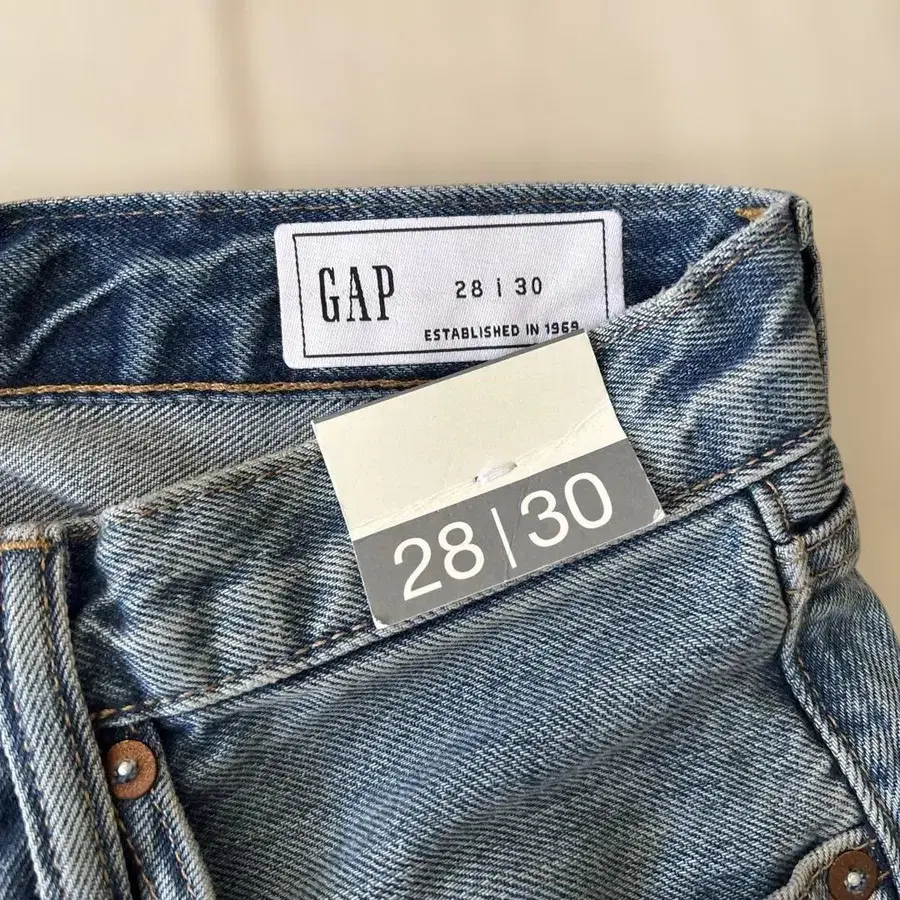 GAP 28 | 30
ESTABLISHED IN 1969
28|30